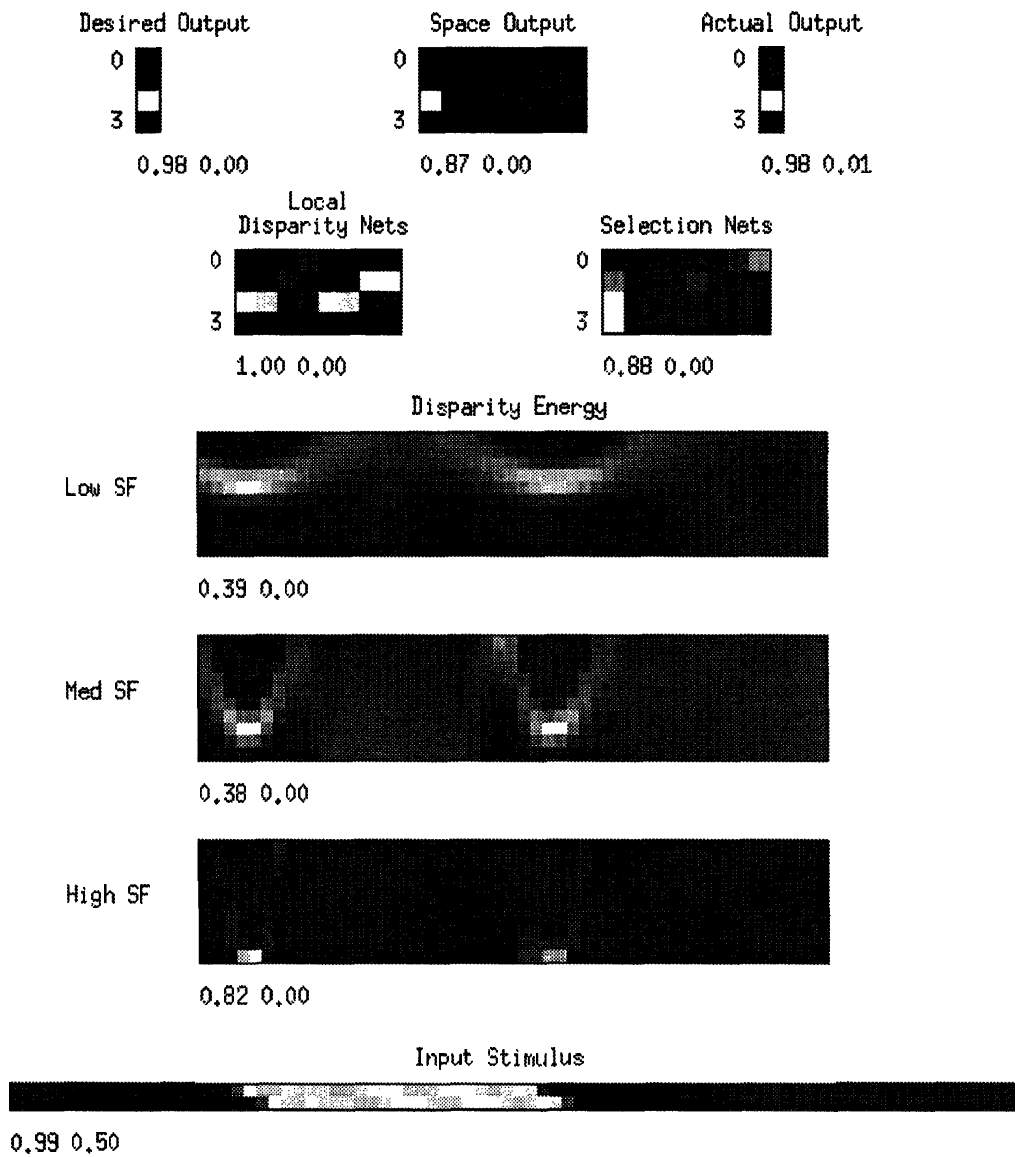 Desired Output Space Output Actual Output
0 0 0
3 3 3
0.98 0.00 0.87 0.00 0.98 0.01
Local
Disparity Nets Selection Nets
0 0
3 3
1.00 0.00 0.88 0.00
Disparity Energy
Low SF
0.39 0.00
Med SF
0.38 0.00
High SF
0.82 0.00
Input Stimulus
0.99 0.50